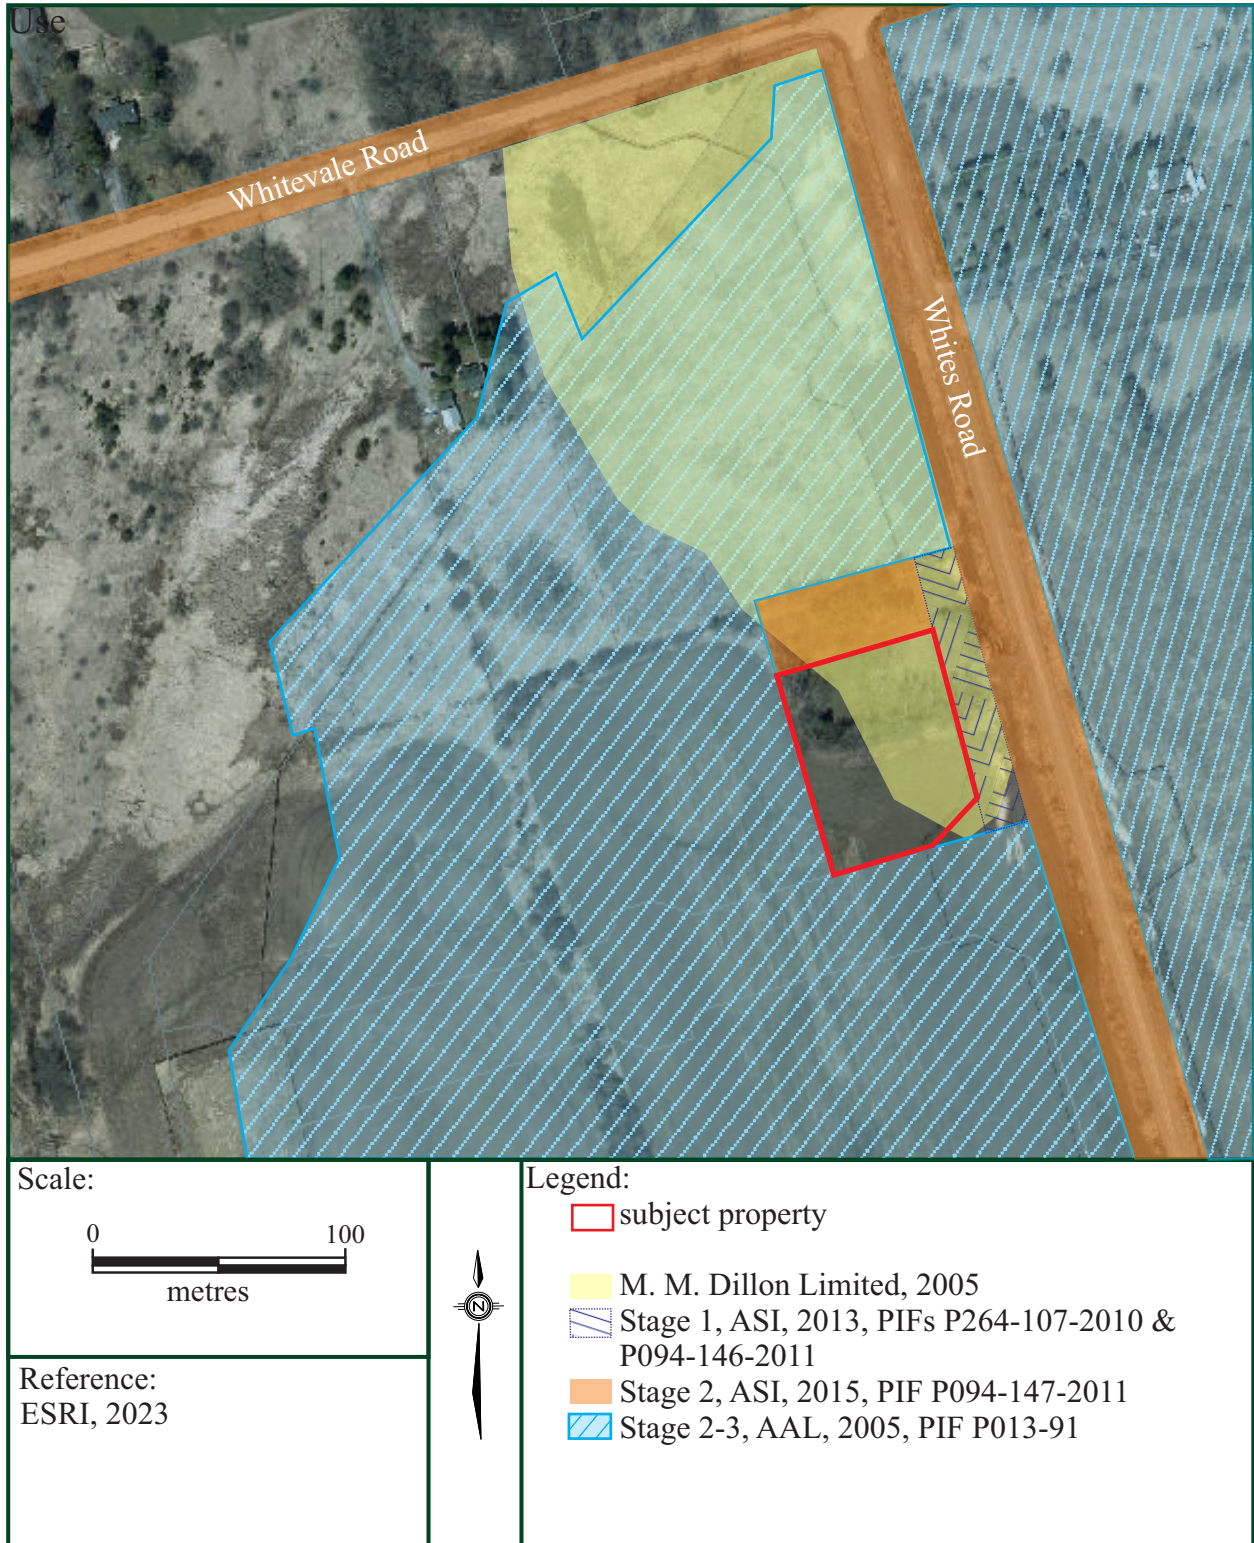 Use
Whitevale Road
Whites Road
Scale:
0 100
metres
Reference:
ESRI, 2023
N
Legend:
subject property
M. M. Dillon Limited, 2005
Stage 1, ASI, 2013, PIFs P264-107-2010 &
P094-146-2011
Stage 2, ASI, 2015, PIF P094-147-2011
Stage 2-3, AAL, 2005, PIF P013-91